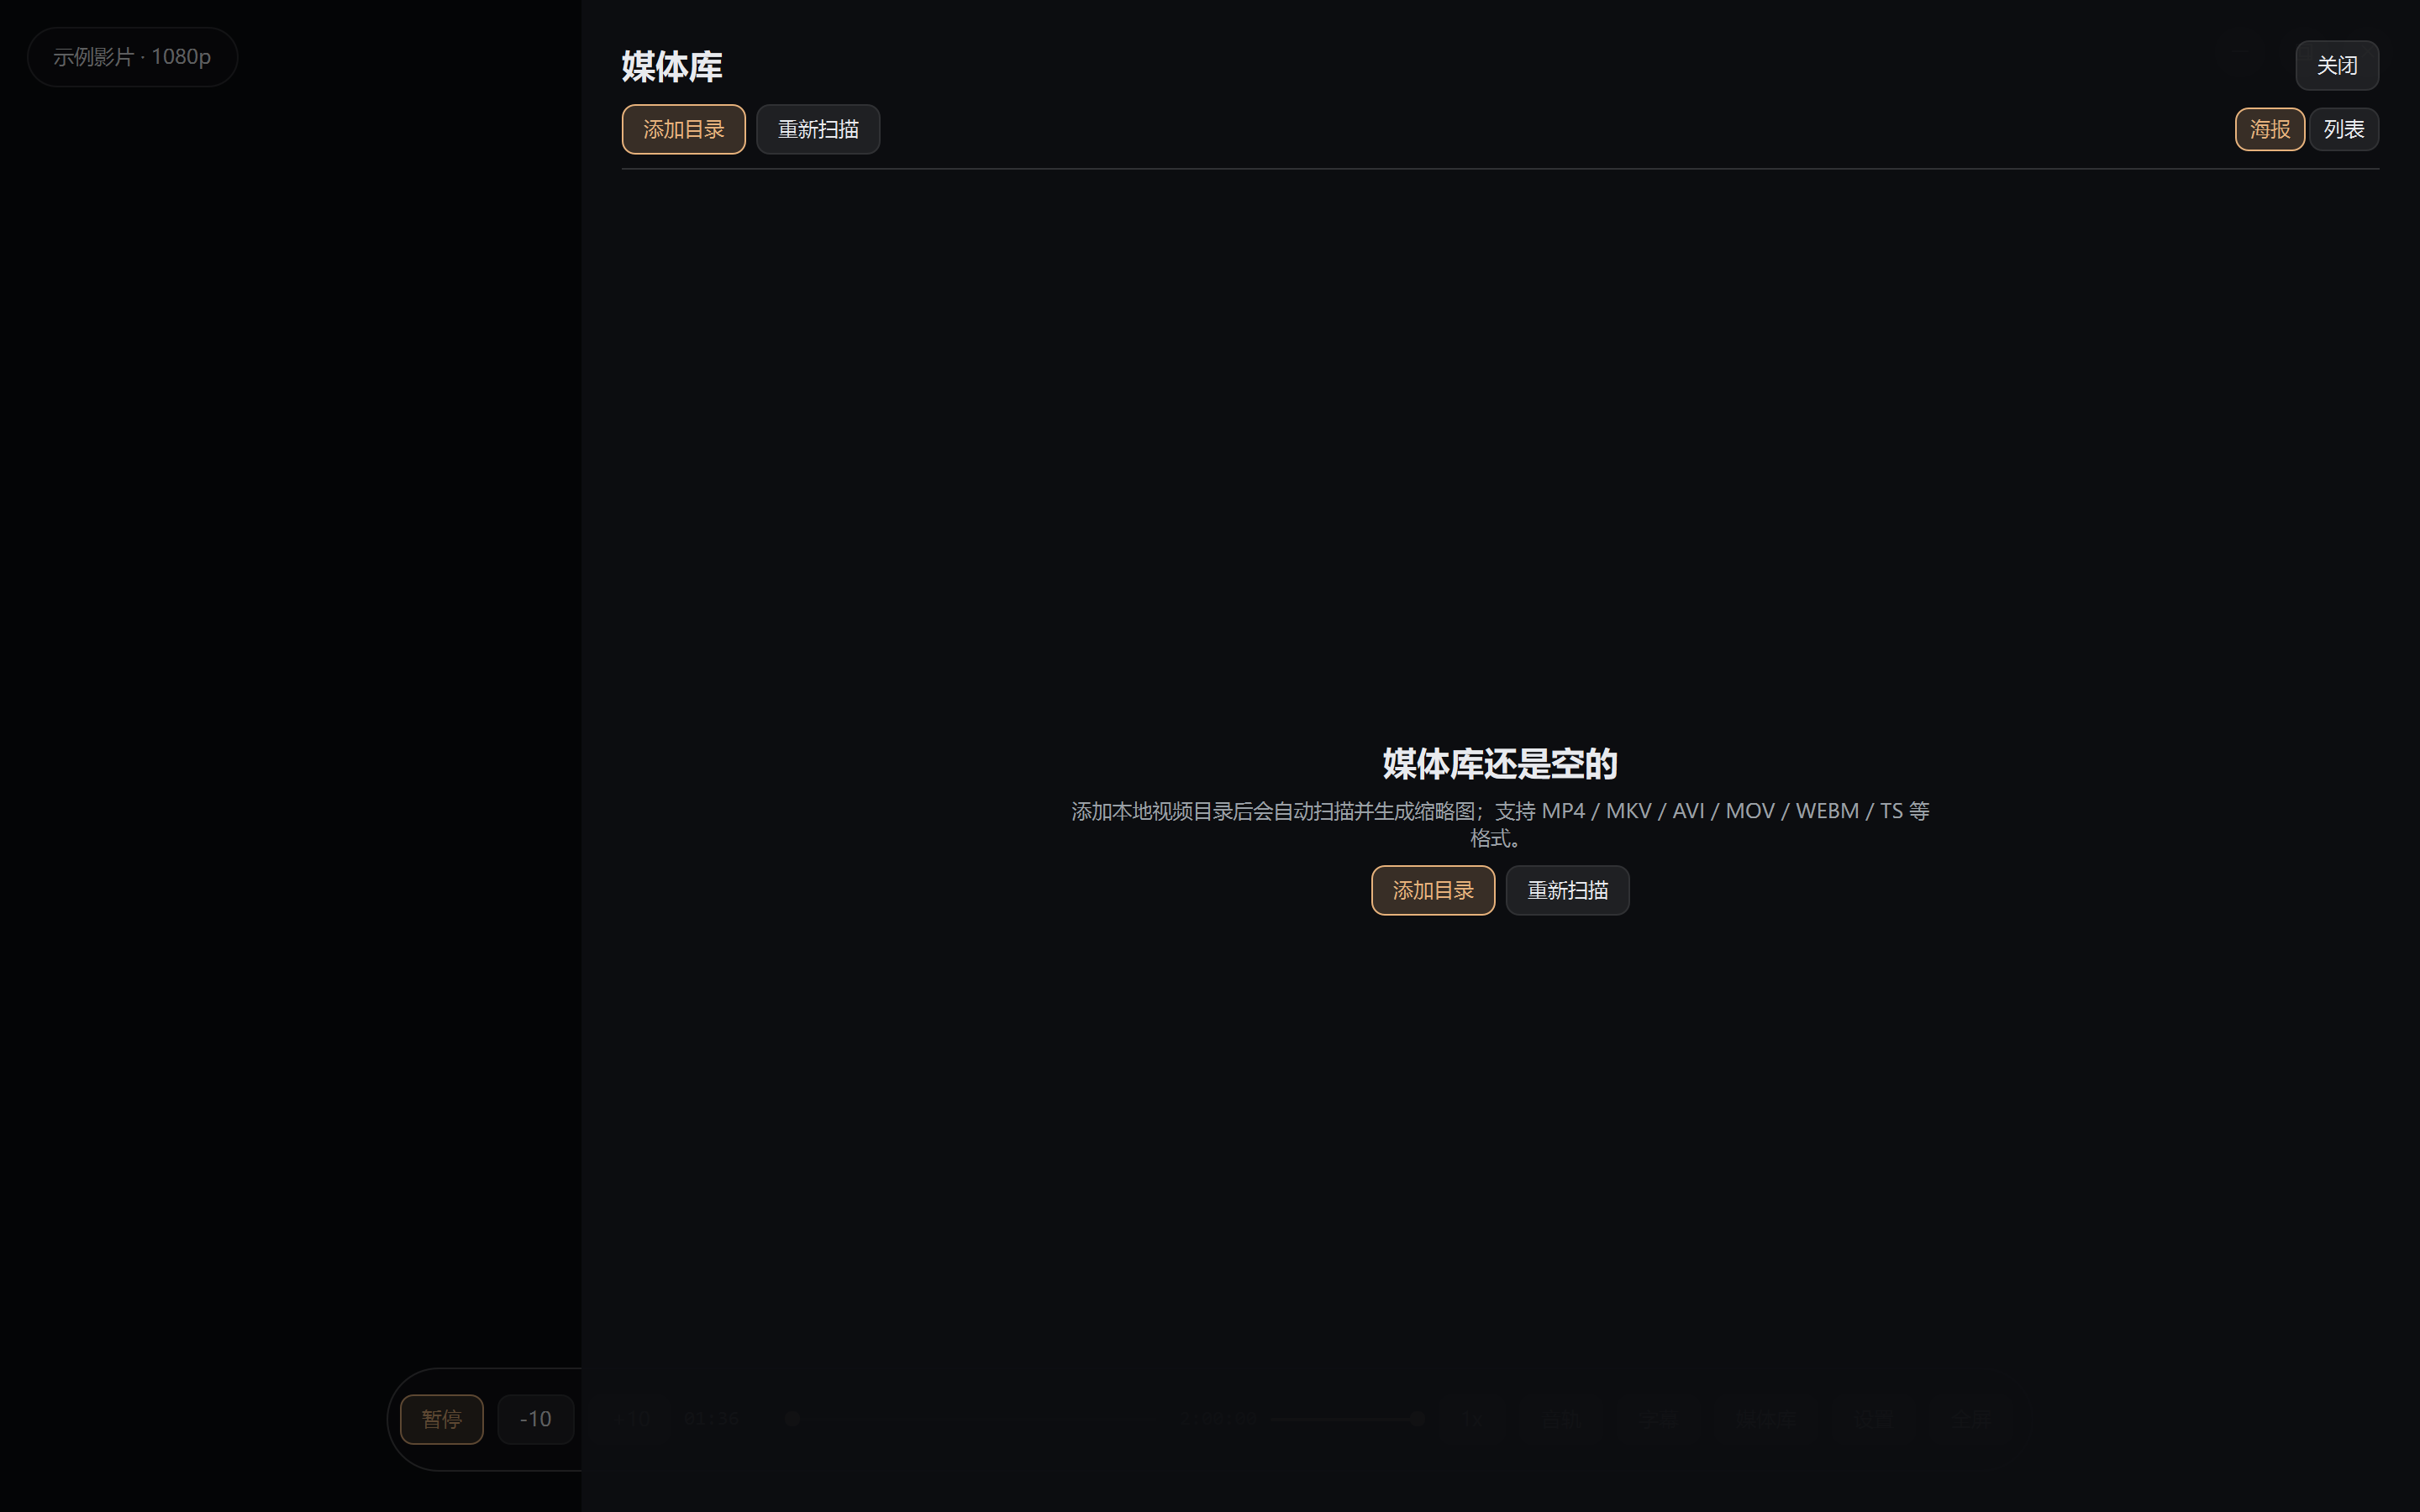 示例影片 · 1080p
媒体库
关闭
添加目录
重新扫描
海报
列表
媒体库还是空的
添加本地视频目录后会自动扫描并生成缩略图；支持 MP4 / MKV / AVI / MOV / WEBM / TS 等
格式。
添加目录
重新扫描
暂停
-10